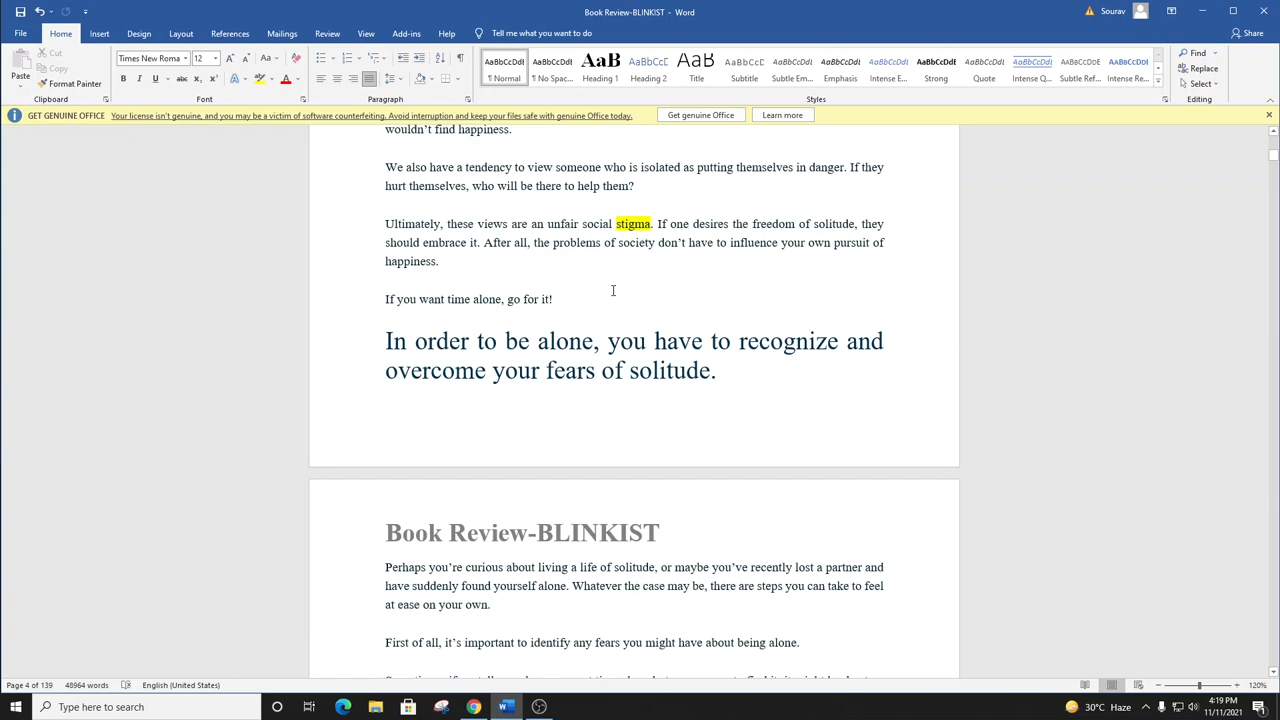 Book Review-BLINKIST - Word
Sourav
File Home Insert Design Layout References Mailings Review View Add-ins Help Tell me what you want to do Share
Cut
Copy
Format Painter
Paste
Clipboard
Times New Roma 12
Font
Paragraph
AaBbCcDdI AaBbCcDdI AaB AaBbCcDd AaB AaBbCcD AaBbCcDdI AaBbCcDdI AaBbCcDdI AaBbCcDdI AaBbCcDdI AaBbCcDdI AaBbCcDdI AaBbCcDdI
¶ Normal ¶ No Spac... Heading 1 Heading 2 Title Subtitle Subtle Em... Emphasis Intense E... Strong Quote Intense Q... Subtle Ref... Intense Re...
Styles
Find
Replace
Select
Editing
GET GENUINE OFFICE Your license isn't genuine, and you may be a victim of software counterfeiting. Avoid interruption and keep your files safe with genuine Office today. Get genuine Office Learn more
wouldn't find happiness.
We also have a tendency to view someone who is isolated as putting themselves in danger. If they
hurt themselves, who will be there to help them?
Ultimately, these views are an unfair social stigma. If one desires the freedom of solitude, they
should embrace it. After all, the problems of society don't have to influence your own pursuit of
happiness.
If you want time alone, go for it!
In order to be alone, you have to recognize and
overcome your fears of solitude.
Book Review-BLINKIST
Perhaps you're curious about living a life of solitude, or maybe you've recently lost a partner and
have suddenly found yourself alone. Whatever the case may be, there are steps you can take to feel
at ease on your own.
First of all, it's important to identify any fears you might have about being alone.
Page 4 of 139 48964 words English (United States) 120%
Type here to search
30°C Haze
4:19 PM
11/11/2021